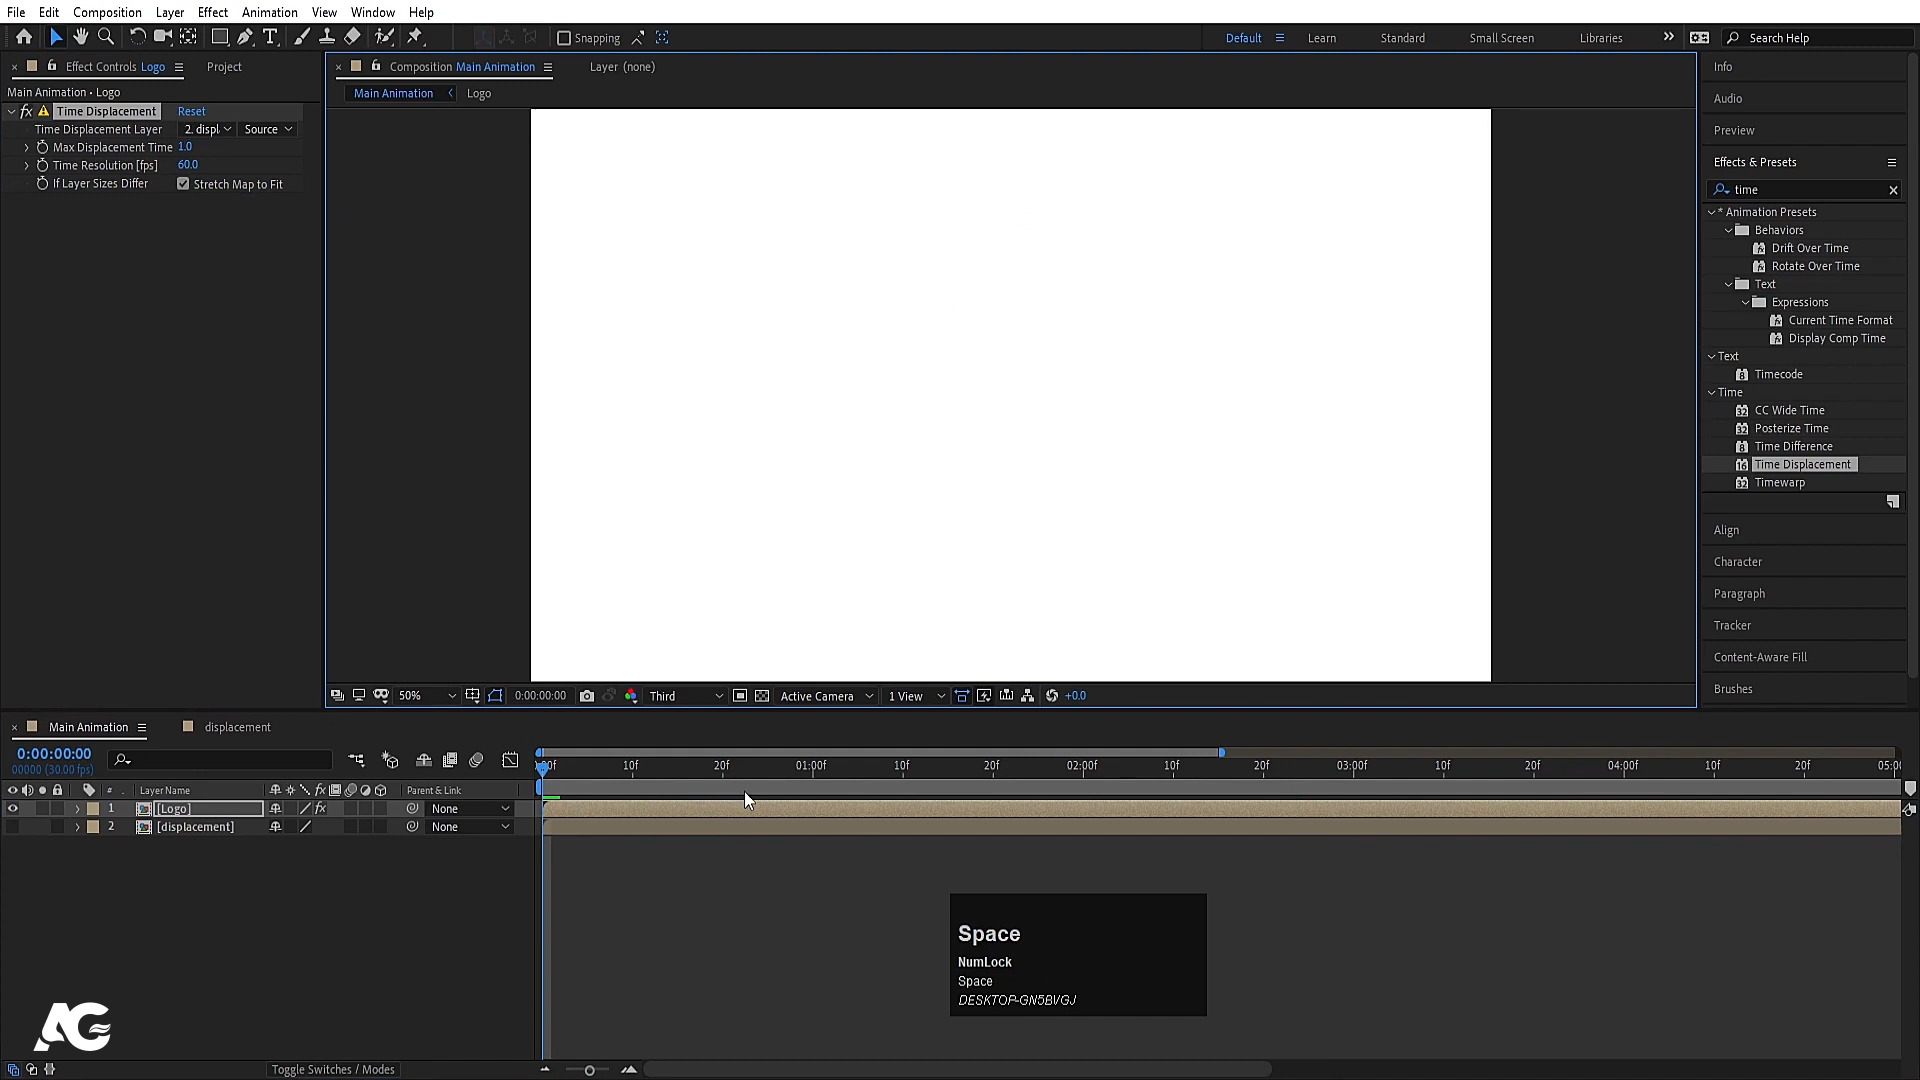 File Edit Composition Layer Effect Animation View Window Help
Snapping
Default Learn Standard Small Screen Libraries
Search Help
Effect Controls Logo
Project
Main Animation • Logo
fx Time Displacement Reset
Time Displacement Layer 2. displ Source
Max Displacement Time 1.0
Time Resolution [fps] 60.0
If Layer Sizes Differ Stretch Map to Fit
Composition Main Animation
Layer (none)
Main Animation Logo
50% 0:00:00:00 Third Active Camera 1 View +0.0
Info
Audio
Preview
Effects & Presets
time
* Animation Presets
Behaviors
Drift Over Time
Rotate Over Time
Text
Expressions
Current Time Format
Display Comp Time
Text
Timecode
Time
CC Wide Time
Posterize Time
Time Difference
Time Displacement
Timewarp
Align
Character
Paragraph
Tracker
Content-Aware Fill
Brushes
Main Animation displacement
0:00:00:00
00000 (30.00 fps)
:00f 10f 20f 01:00f 10f 20f 02:00f 10f 20f 03:00f 10f 20f 04:00f 10f 20f 05:00
# Layer Name fx Parent & Link
1 [Logo] fx None
2 [displacement] None
Space
NumLock
Space
DESKTOP-GN5BVGJ
AG
Toggle Switches / Modes